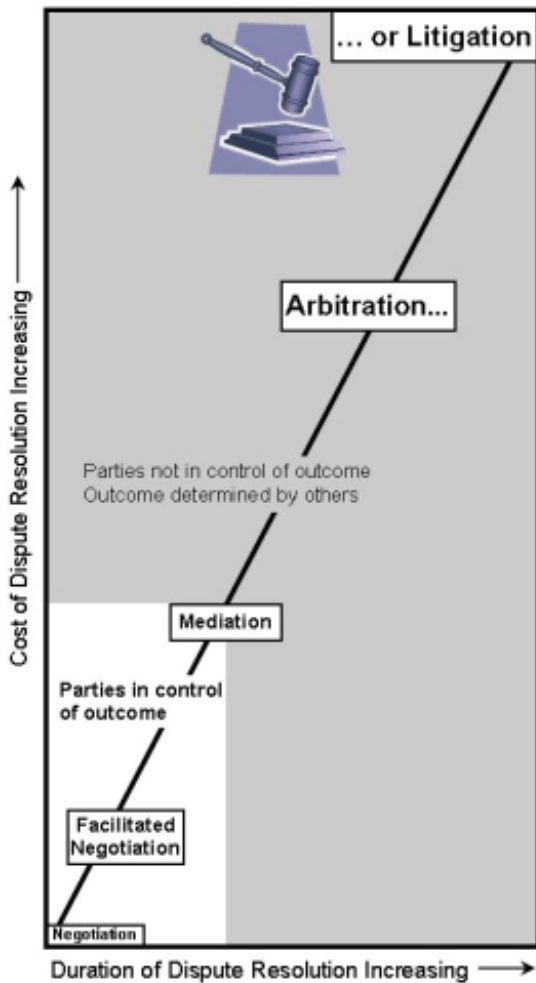 ... or Litigation
Arbitration...
Parties not in control of outcome
Outcome determined by others
Mediation
Parties in control
of outcome
Facilitated
Negotiation
Negotiation
Cost of Dispute Resolution Increasing
Duration of Dispute Resolution Increasing